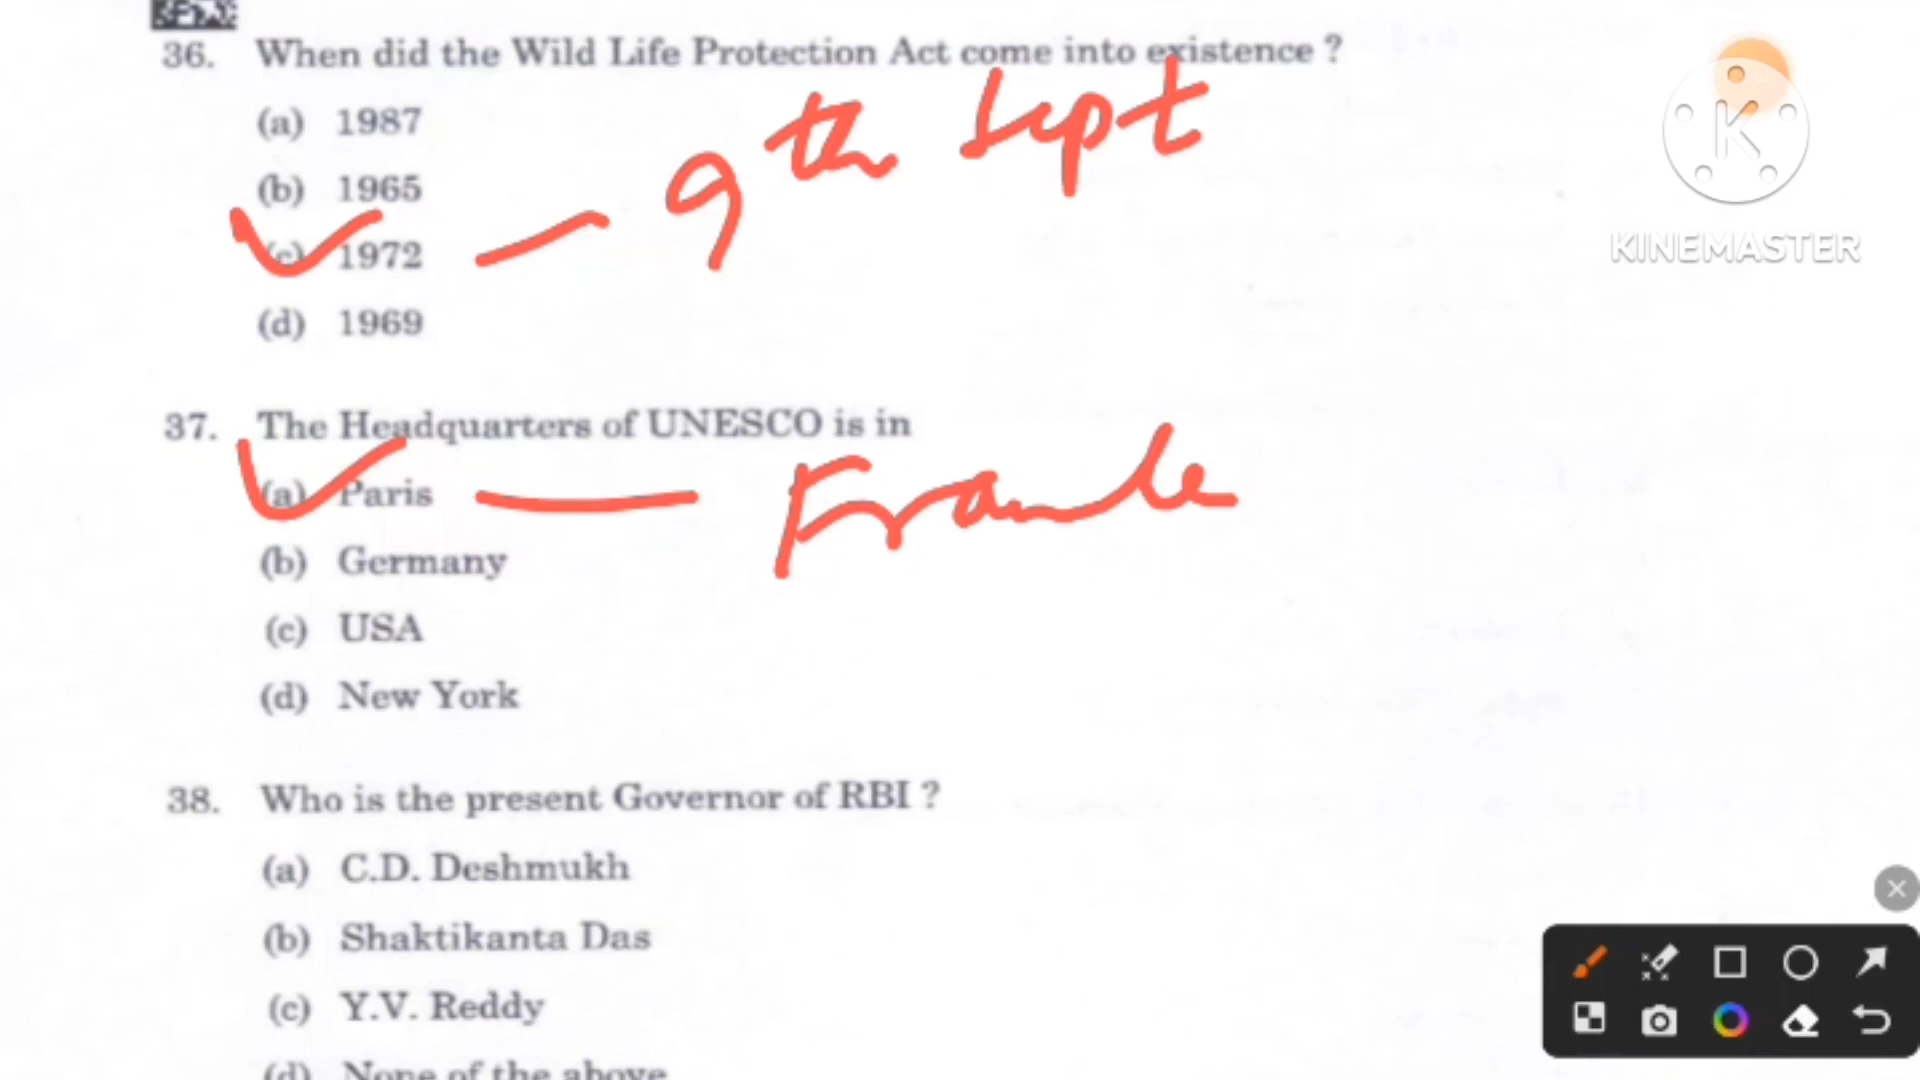 36. When did the Wild Life Protection Act come into existence ?
(a) 1987
9th Sept
(b) 1965
(c) 1972
(d) 1969
37. The Headquarters of UNESCO is in
(a) Paris
France
(b) Germany
(c) USA
(d) New York
38. Who is the present Governor of RBI ?
(a) C.D. Deshmukh
(b) Shaktikanta Das
(c) Y.V. Reddy
(d) None of the above
K
KINEMASTER